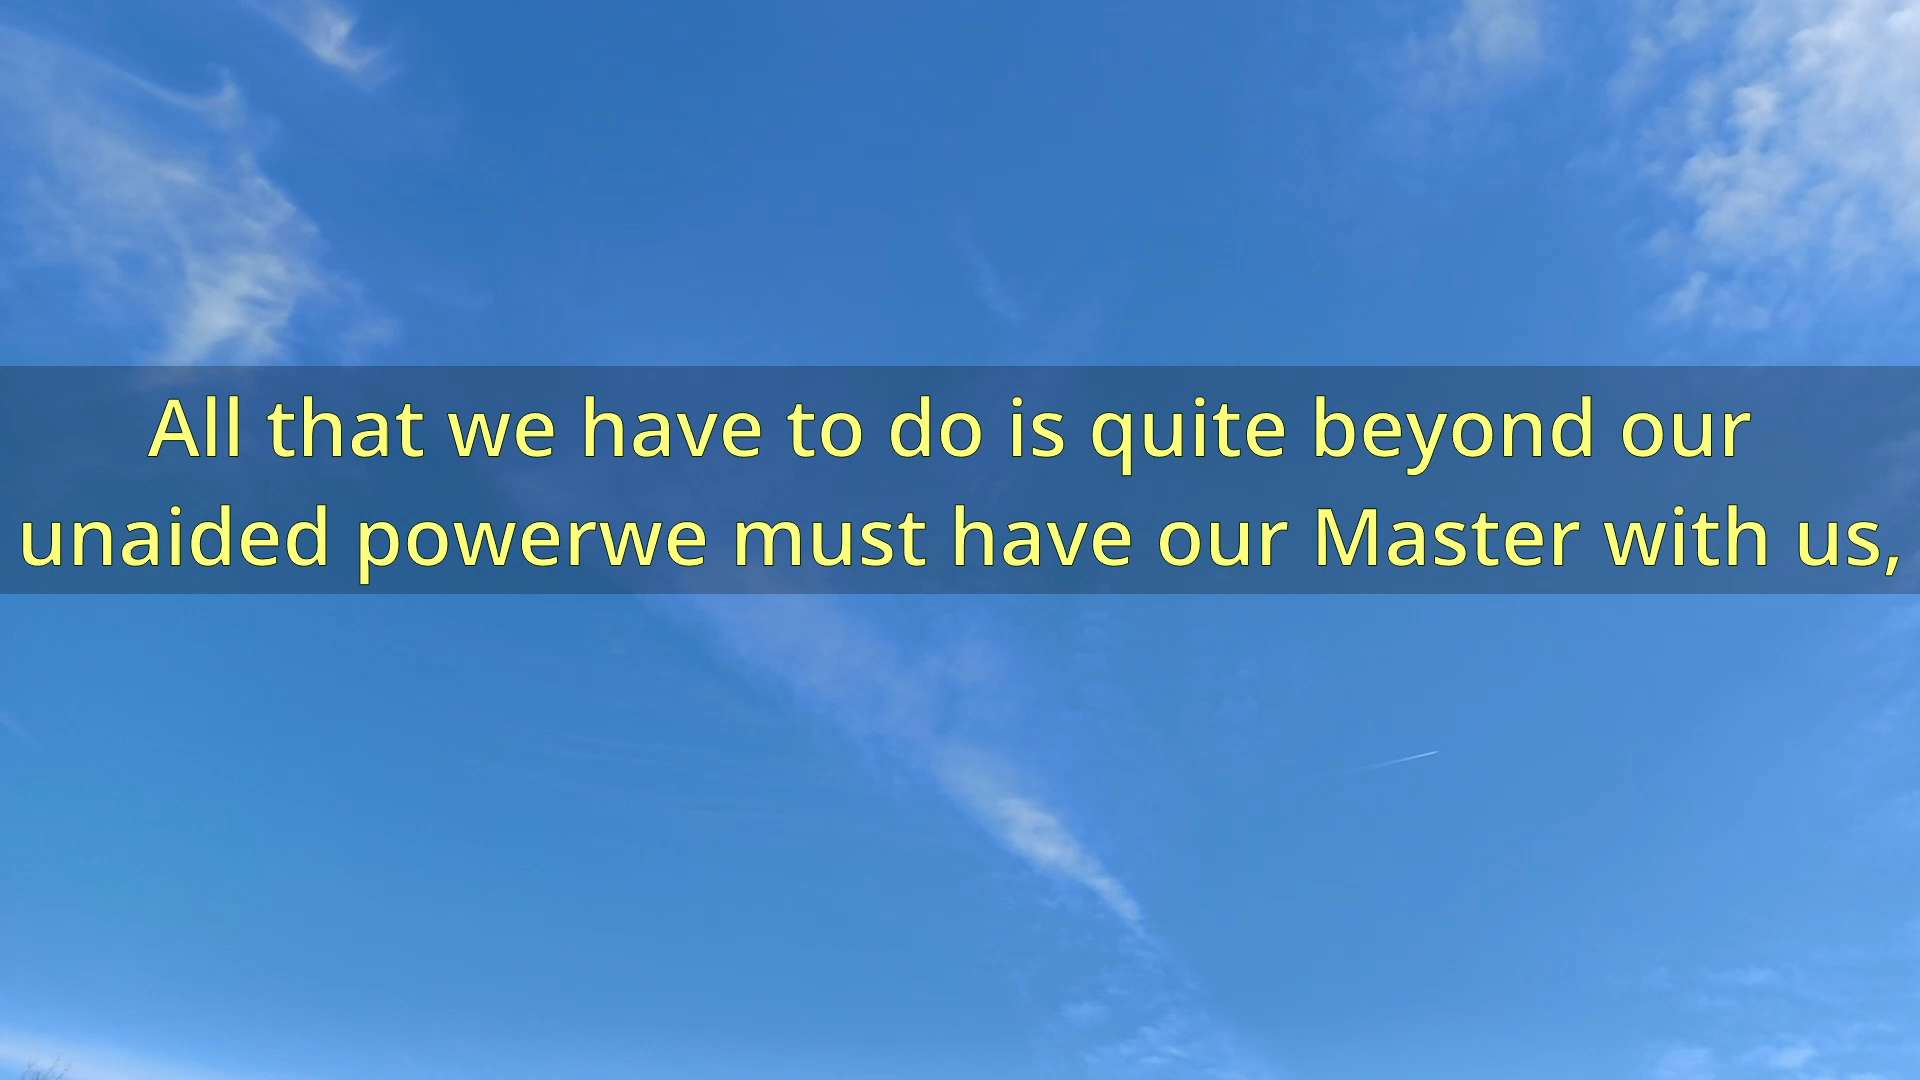 All that we have to do is quite beyond our
unaided powerwe must have our Master with us,